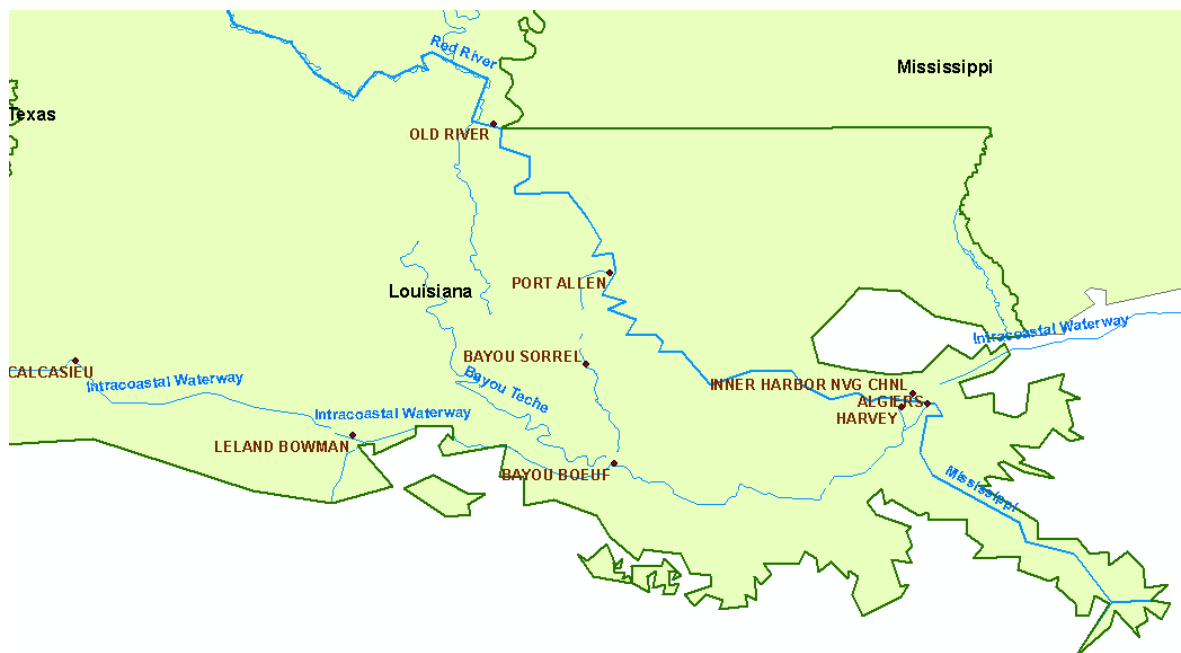 Red River
Mississippi
Texas
OLD RIVER
PORT ALLEN
Louisiana
Intracoastal Waterway
BAYOU SORREL
CALCASIEU
Intracoastal Waterway
Bayou Teche
INNER HARBOR NVG CHNL
ALGIERS
HARVEY
Intracoastal Waterway
LELAND BOWMAN
BAYOU BOEUF
Mississippi